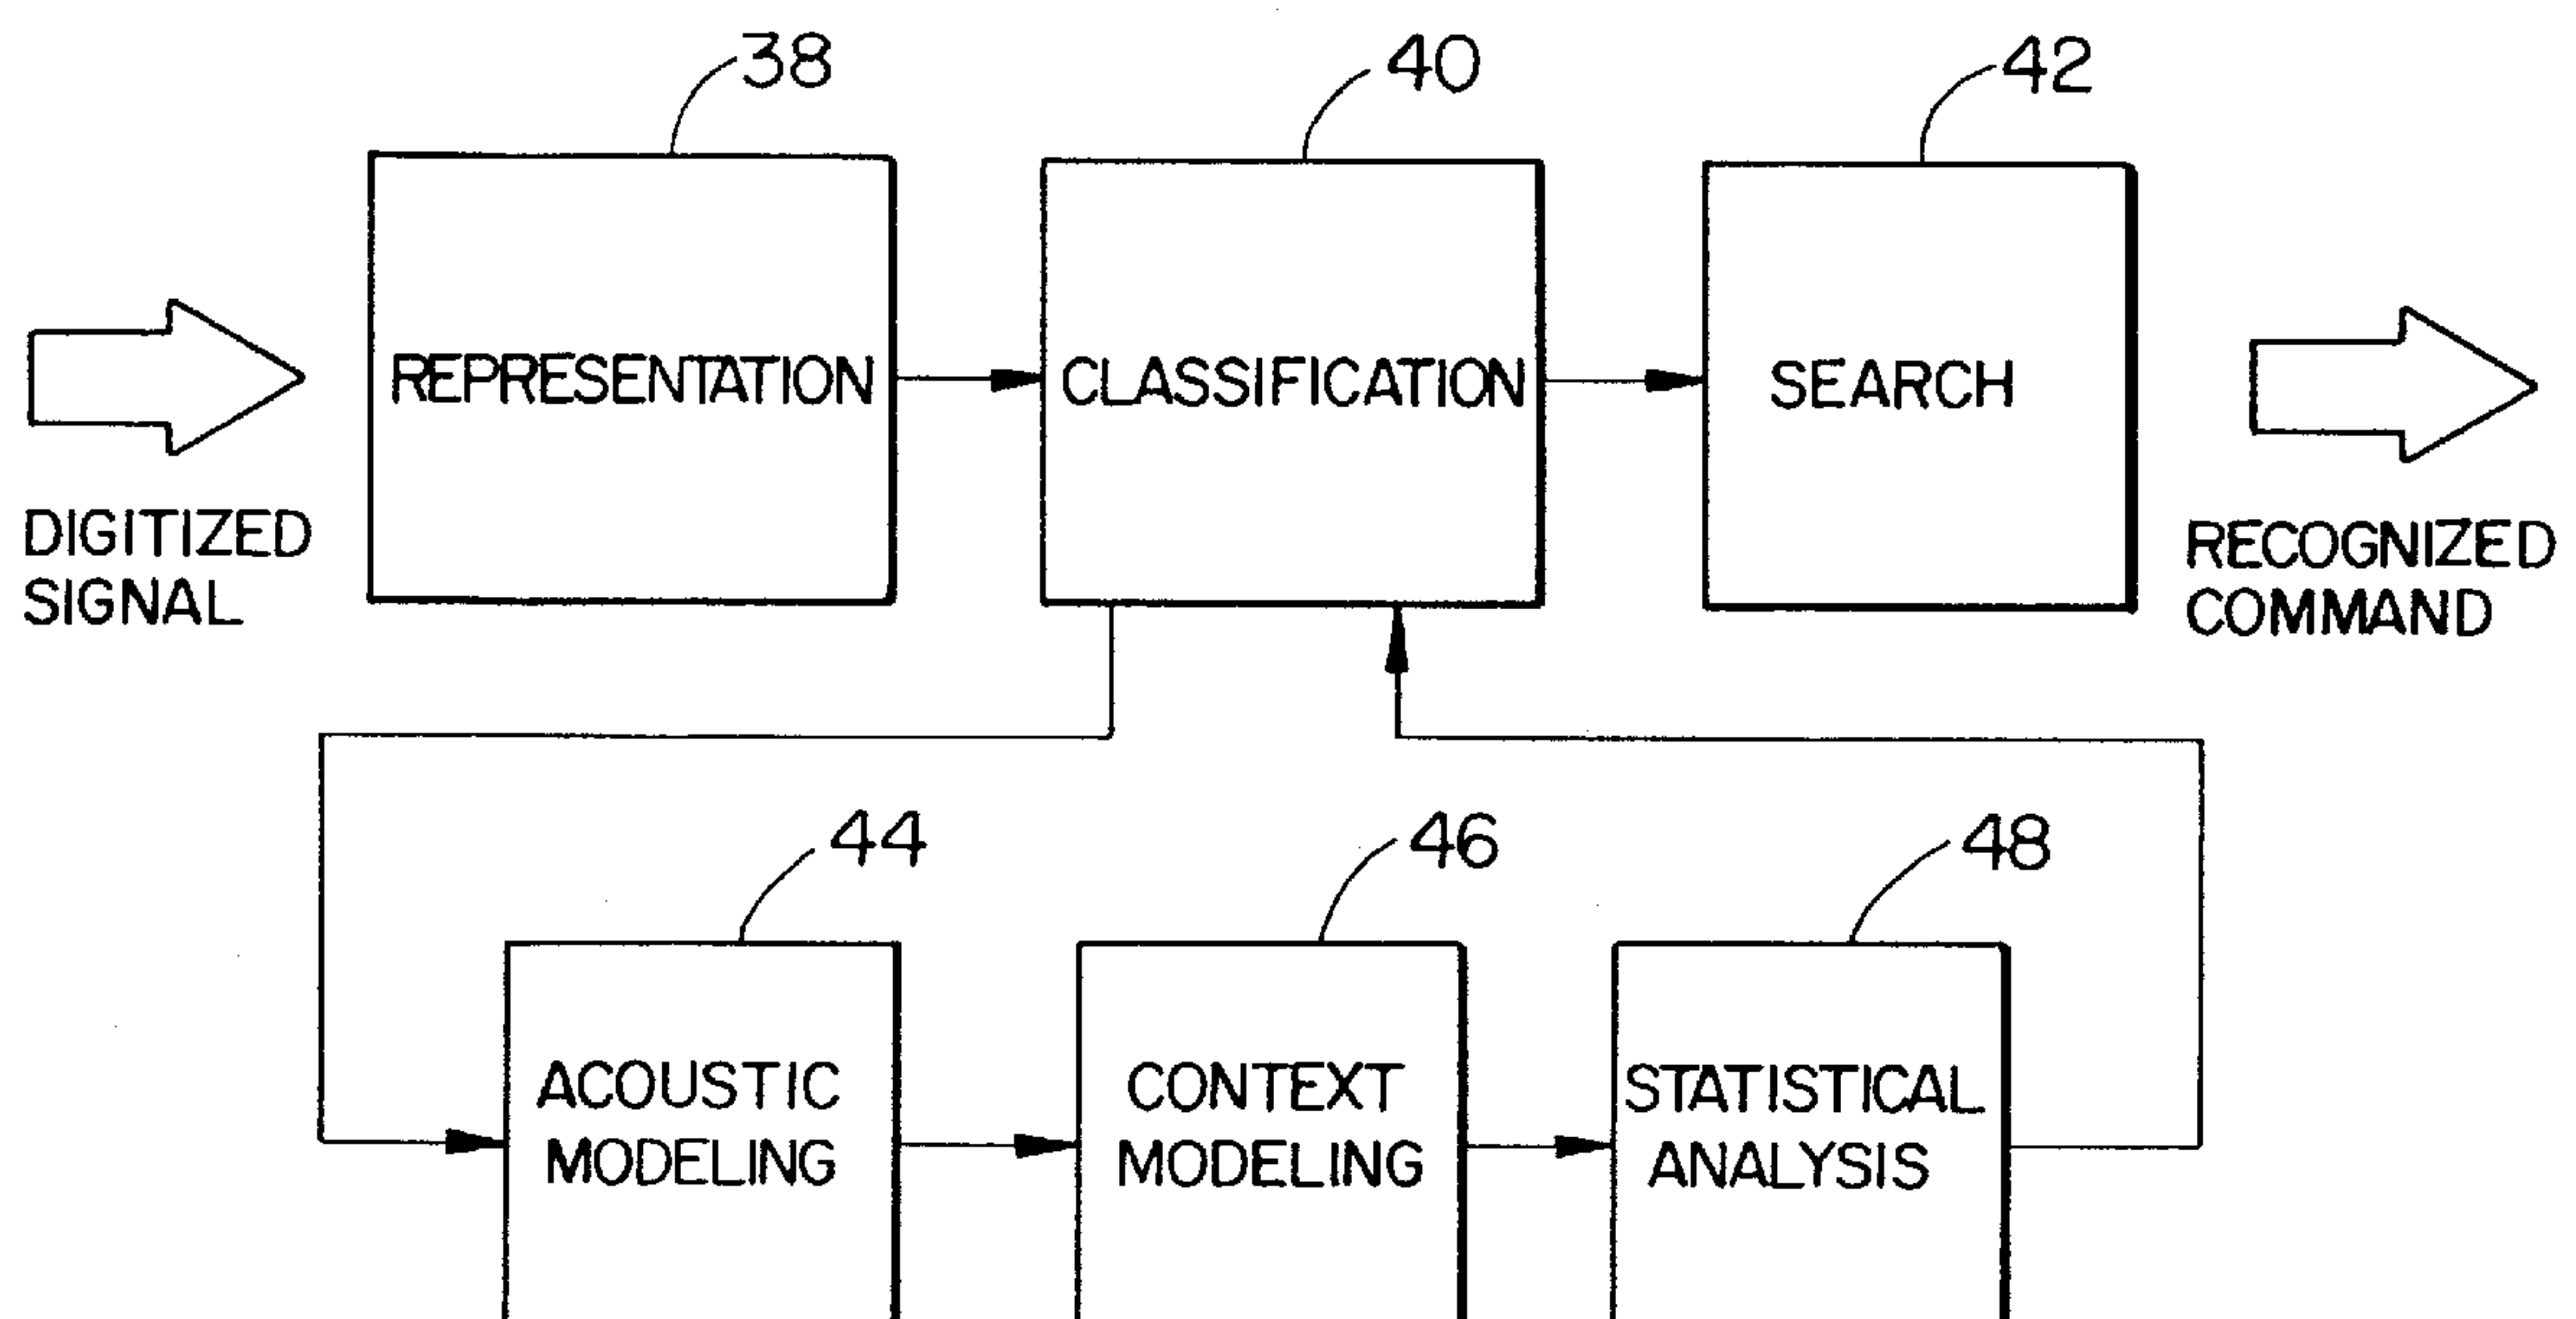 38
40
42
REPRESENTATION
CLASSIFICATION
SEARCH
DIGITIZED
SIGNAL
RECOGNIZED
COMMAND
44
46
48
ACOUSTIC
MODELING
CONTEXT
MODELING
STATISTICAL
ANALYSIS